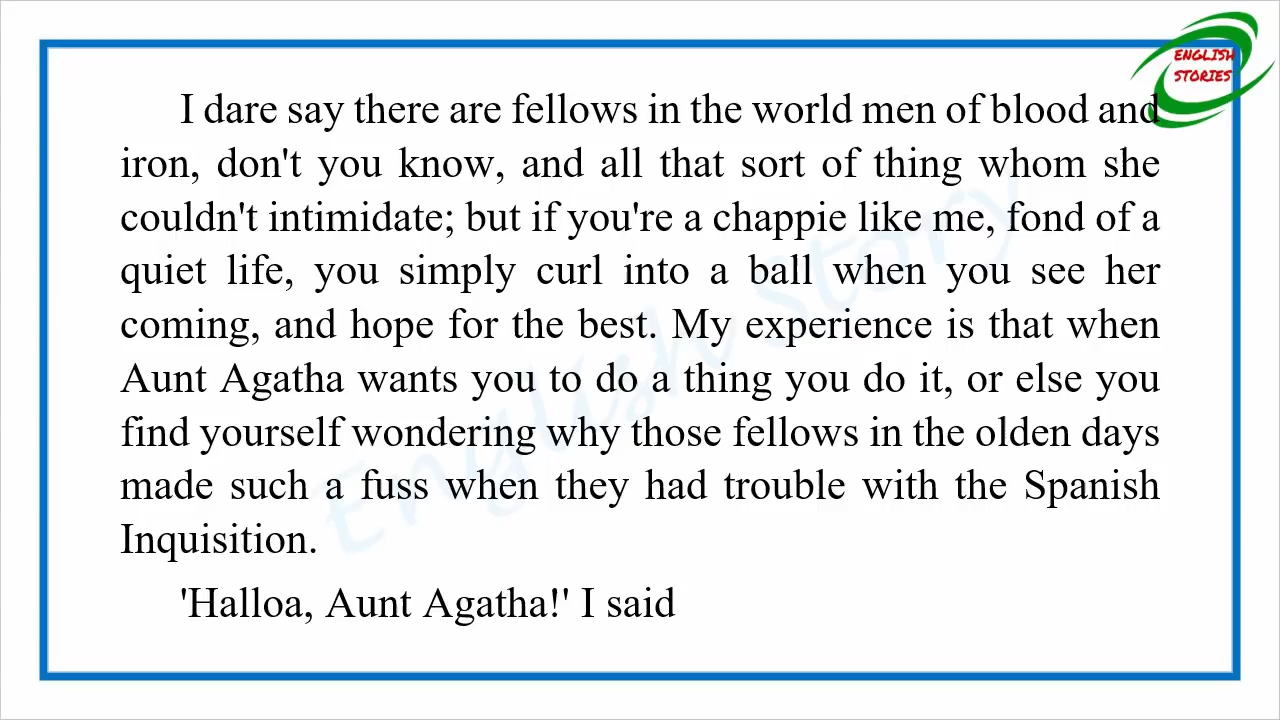 ENGLISH
STORIES
I dare say there are fellows in the world men of blood and
iron, don't you know, and all that sort of thing whom she
couldn't intimidate; but if you're a chappie like me, fond of a
quiet life, you simply curl into a ball when you see her
coming, and hope for the best. My experience is that when
Aunt Agatha wants you to do a thing you do it, or else you
find yourself wondering why those fellows in the olden days
made such a fuss when they had trouble with the Spanish
Inquisition.
'Halloa, Aunt Agatha!' I said
English Story